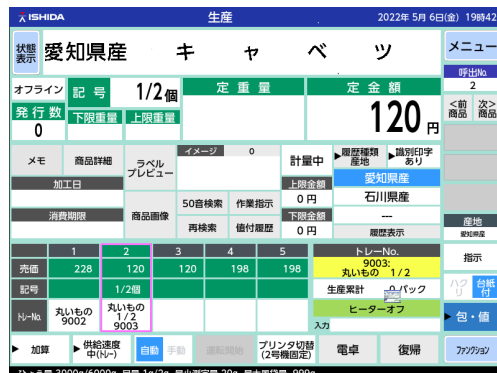 ISHIDA 生産 2022年 5月 6日(金) 19時42
状態表示 愛知県産 キャベツ メニュー
呼出No.
2
オフライン 記号 1/2個 定重量 定金額
<前商品 次>商品
発行数 下限重量 上限重量 120円
0
メモ 商品詳細 ラベルプレビュー イメージ 0 計量中 ▶履歴種類 産地 ▶識別印字 あり
加工日 上限金額 愛知県産
50音検索 作業指示 0 円 石川県産
消費期限 商品画像 下限金額 ---
再検索 値付履歴 0 円 履歴表示
産地
愛知県産
1 2 3 4 5 トレーNo.
指示
売価 228 120 120 198 198 9003:
丸いもの 1/2
記号 1/2個 生産累計 0パック
ハクリ 台紙付
トレーNo. 丸いもの 9002 丸いもの 1/2 9003 ヒーターオフ
入力
▶包・値
▶ 加算 ▶ 供給速度 中(トレー) 自動 手動 運転開始 プリンタ切替(2号機固定) 電卓 復帰 ファンクション